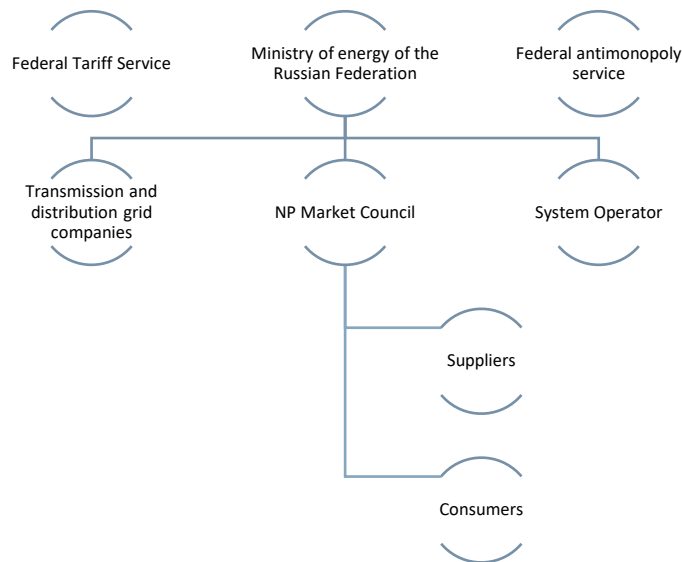 Federal Tariff Service
Ministry of energy of the
Russian Federation
Federal antimonopoly
service
Transmission and
distribution grid
companies
NP Market Council
System Operator
Suppliers
Consumers